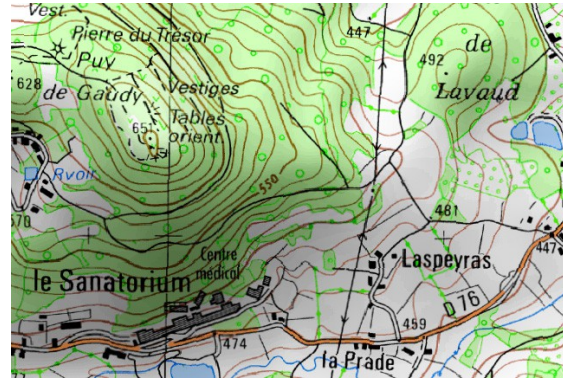 Vest.
Pierre du Trésor
Puy
de Gaudy
Vestiges
Tables
orient.
628
651
447
492
de
Lavaud
Rvoir
550
570
481
447
Centre
médical
le Sanatorium
Laspeyras
D 76
459
474
la Prade